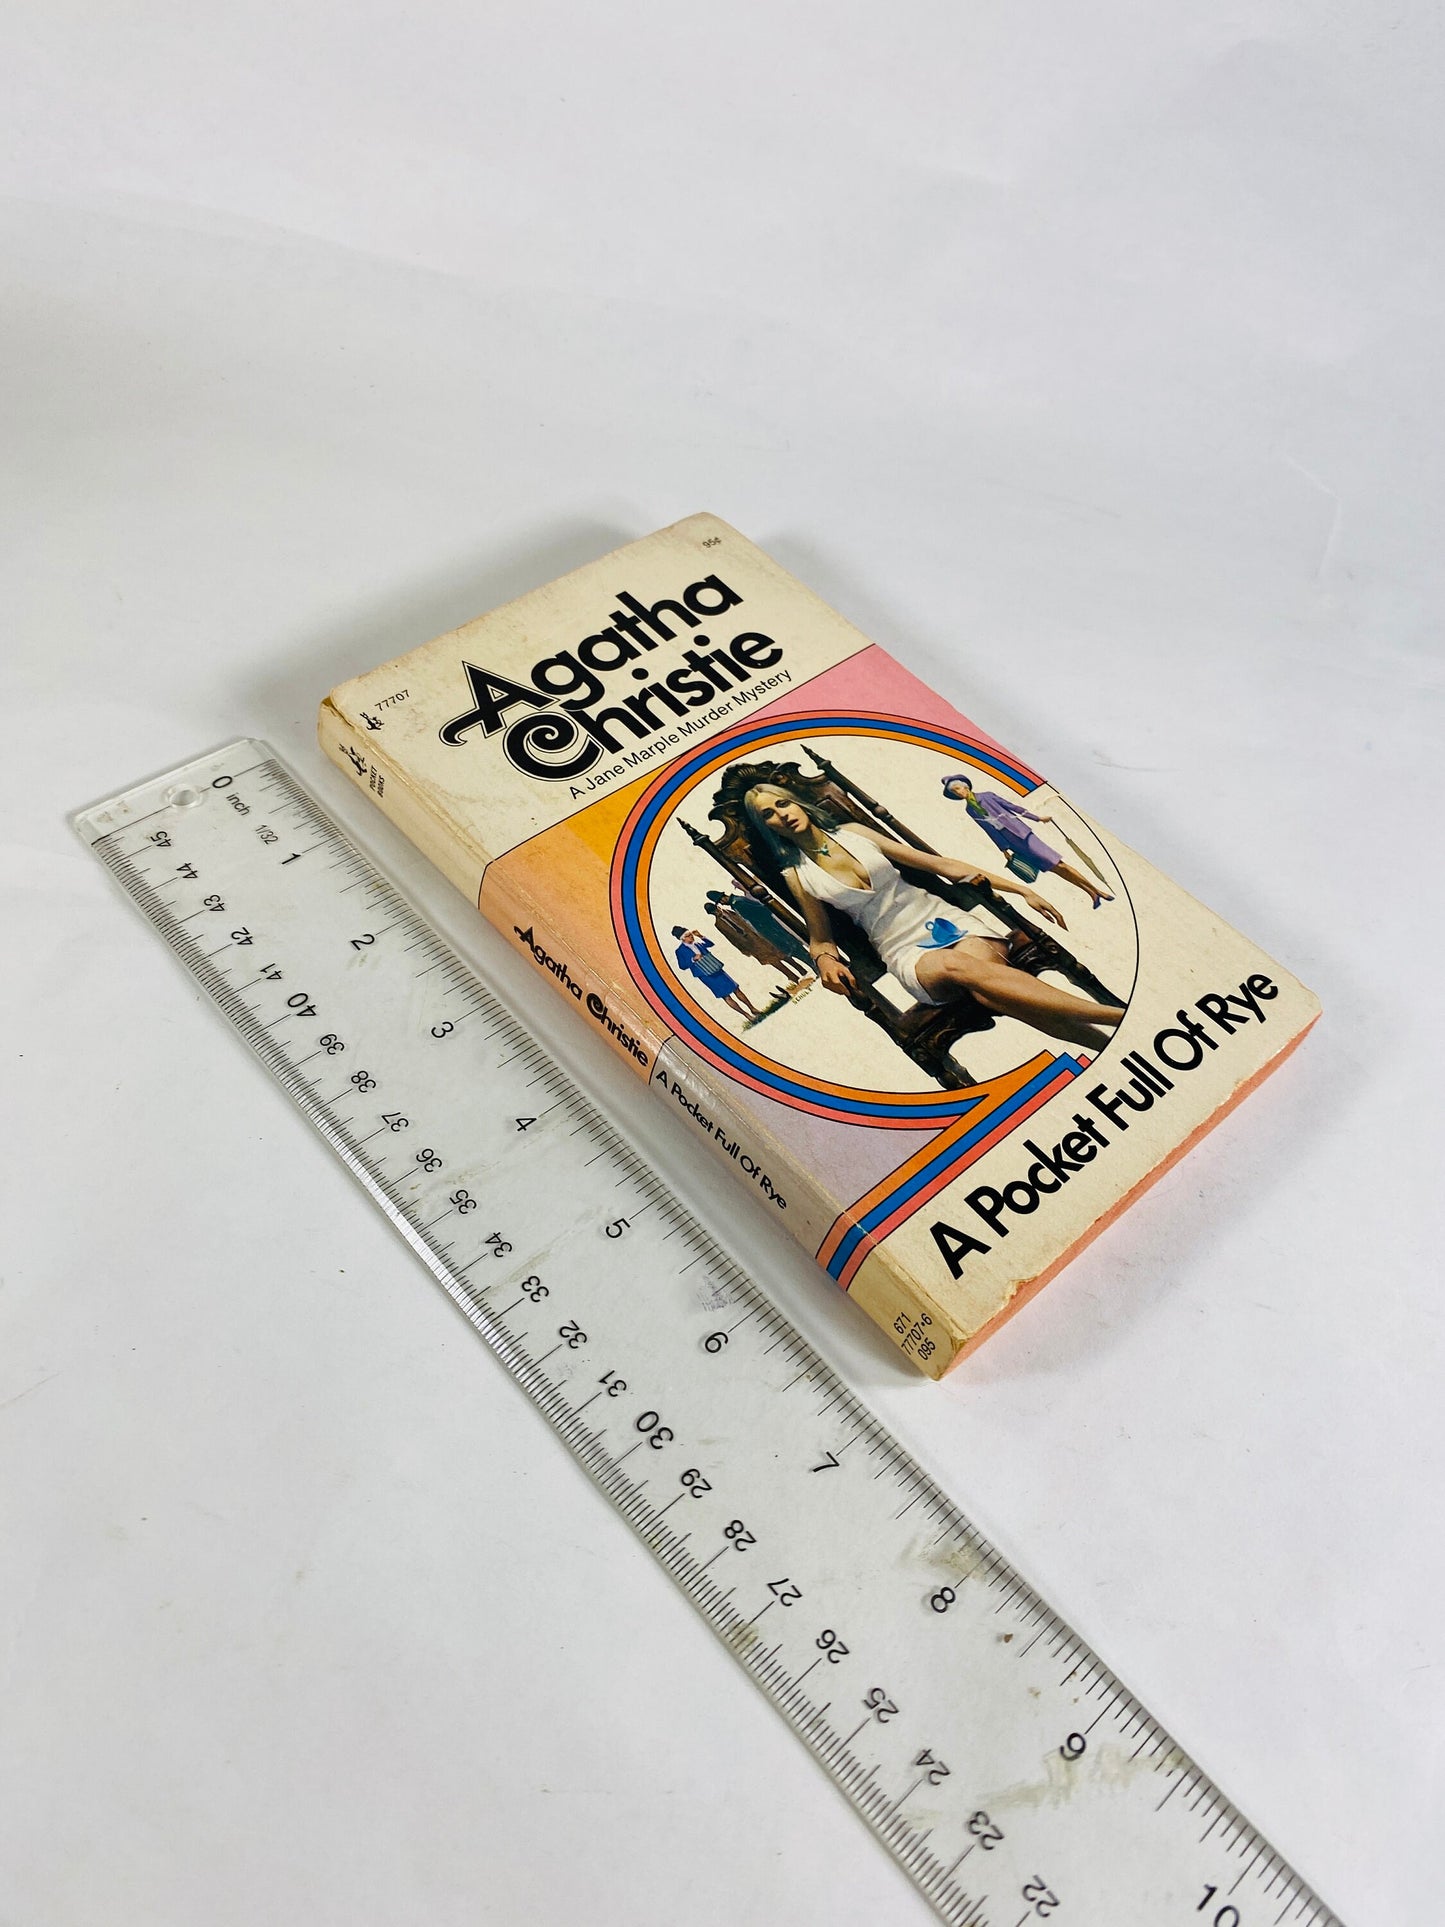 95¢
77707
Agatha
Christie
A Jane Marple Murder Mystery
A Pocket Full Of Rye
POCKET
BOOKS
Agatha Christie
A Pocket Full Of Rye
671
77707•6
095
0 inch 1/32 1 2 3 4 5 6 7 8 9 10
45 44 43 42 41 40 39 38 37 36 35 34 33 32 31 30 29 28 27 26 25 24 23 22